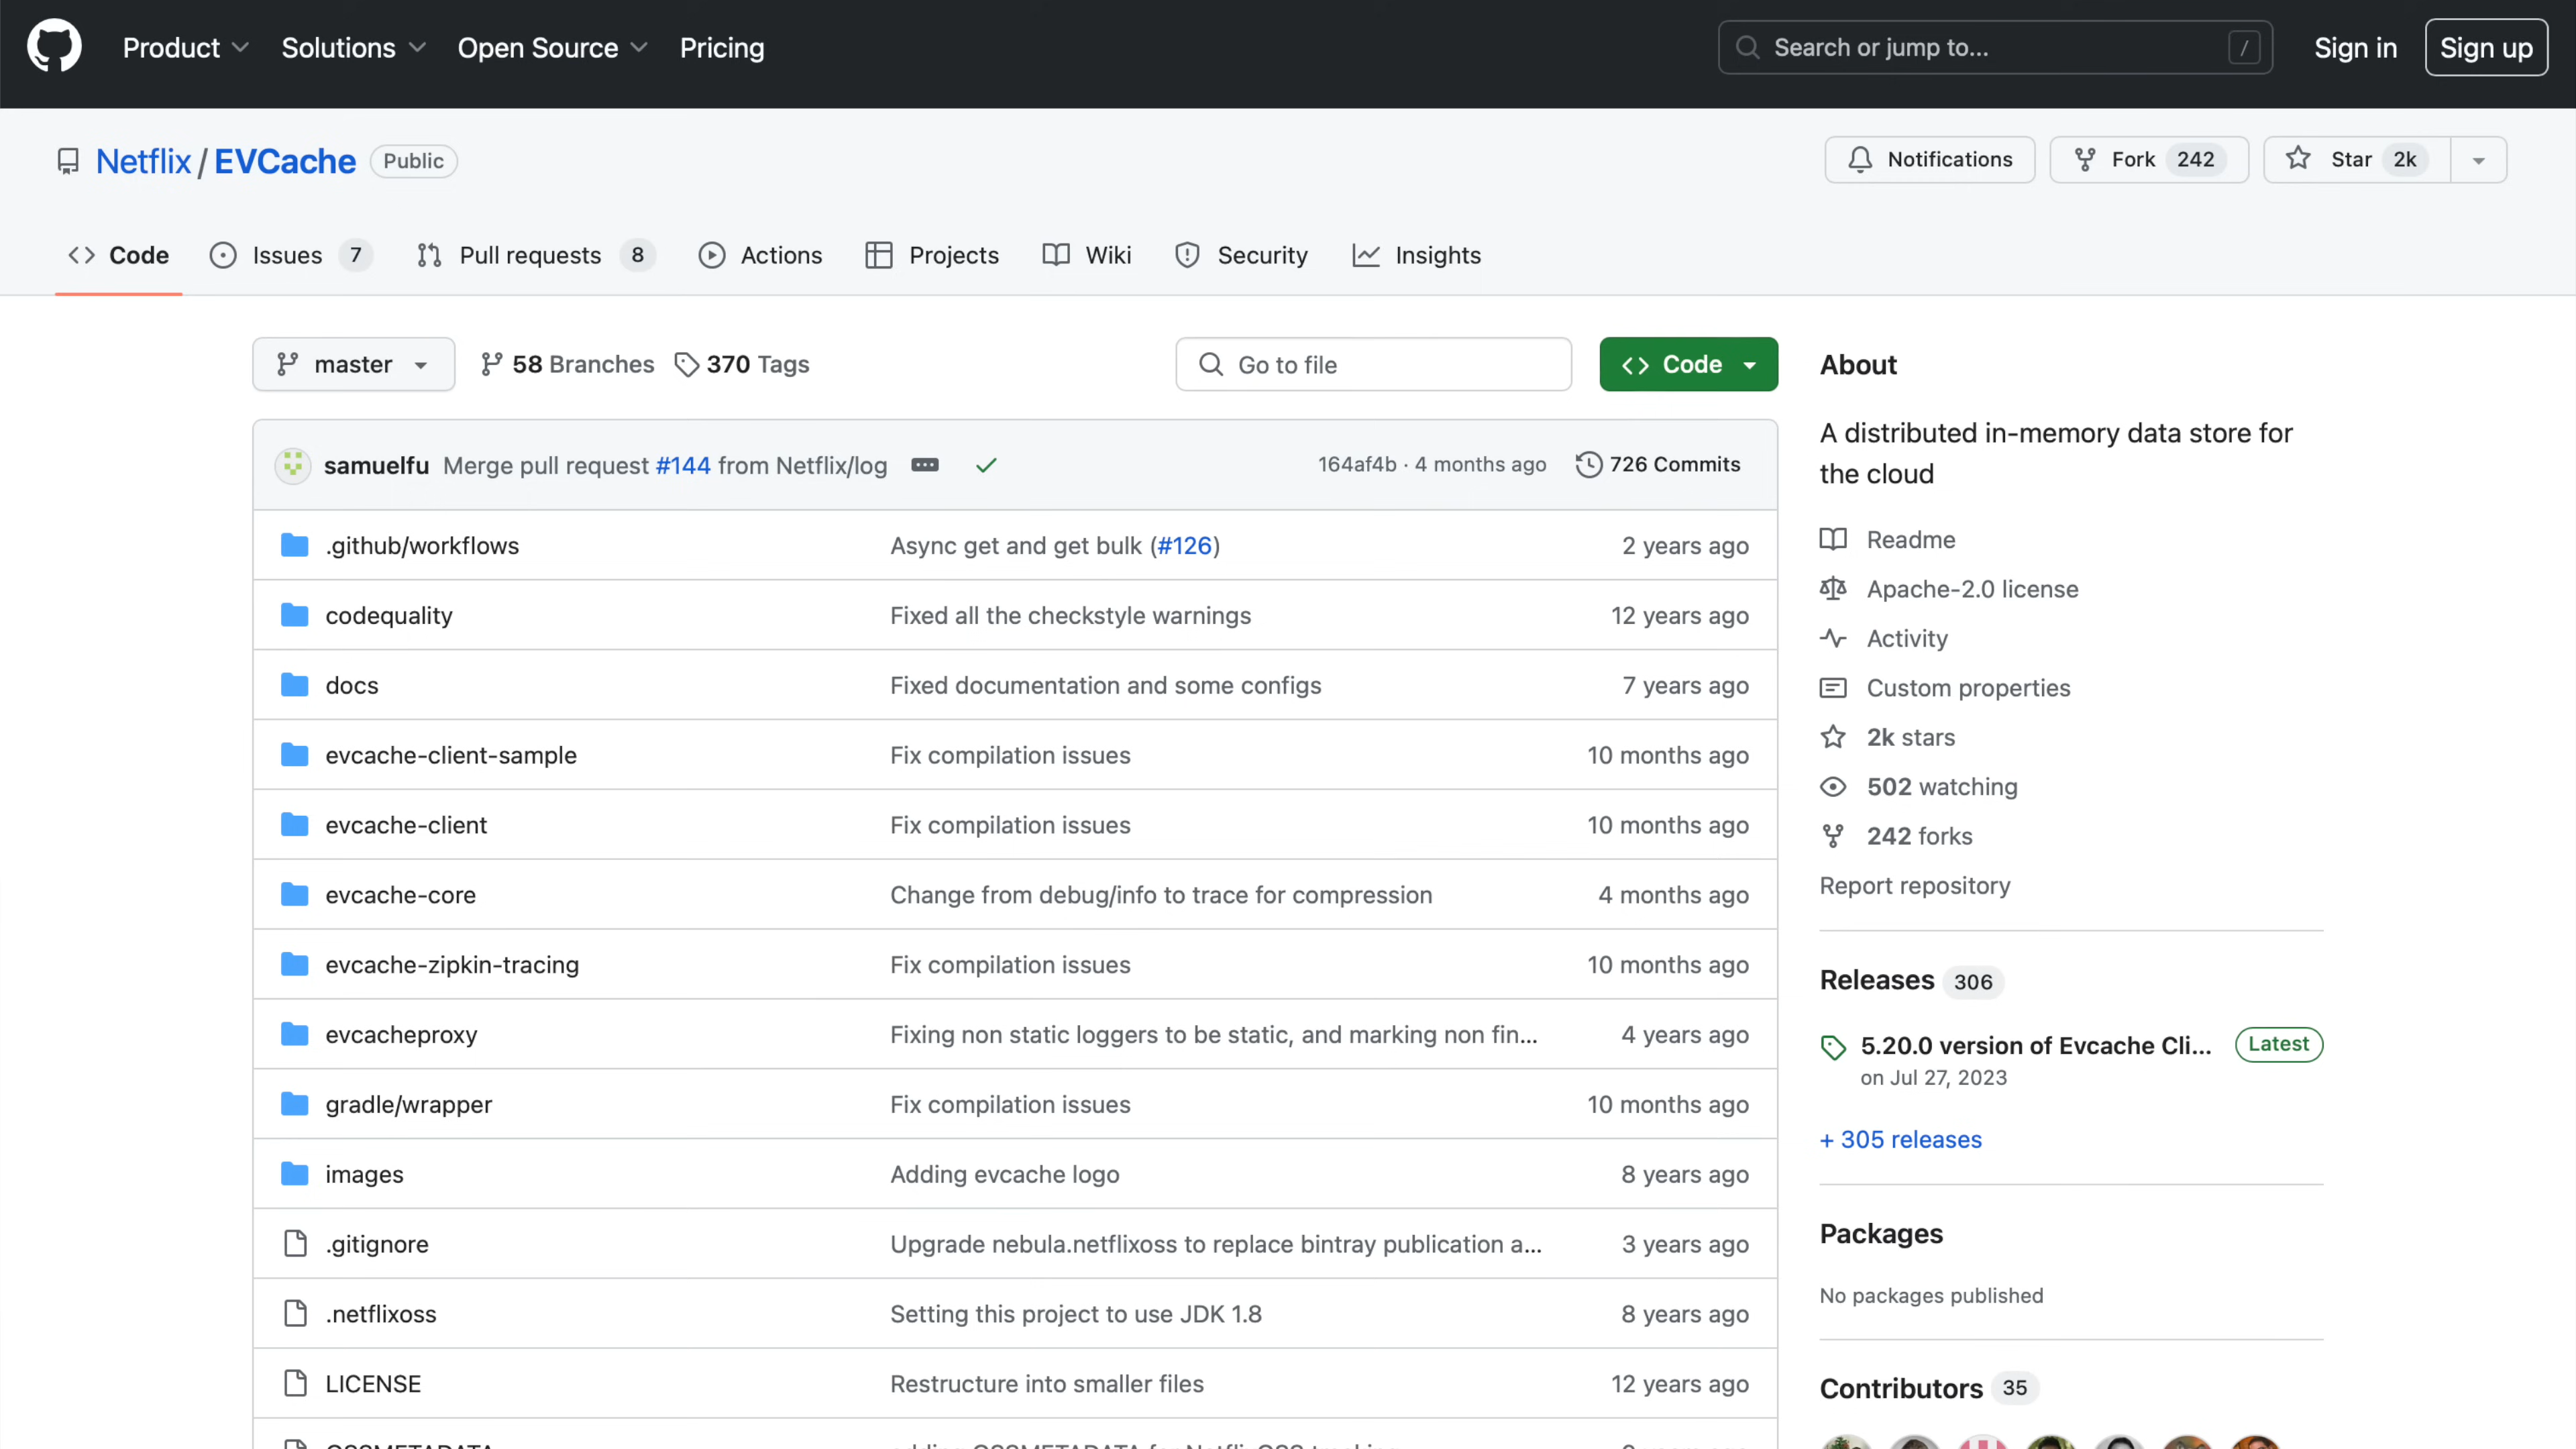 Product Solutions Open Source Pricing Search or jump to... / Sign in Sign up
Netflix / EVCache Public Notifications Fork 242 Star 2k
Code Issues 7 Pull requests 8 Actions Projects Wiki Security Insights
master 58 Branches 370 Tags Go to file Code
samuelfu Merge pull request #144 from Netflix/log 164af4b · 4 months ago 726 Commits
.github/workflows Async get and get bulk (#126) 2 years ago
codequality Fixed all the checkstyle warnings 12 years ago
docs Fixed documentation and some configs 7 years ago
evcache-client-sample Fix compilation issues 10 months ago
evcache-client Fix compilation issues 10 months ago
evcache-core Change from debug/info to trace for compression 4 months ago
evcache-zipkin-tracing Fix compilation issues 10 months ago
evcacheproxy Fixing non static loggers to be static, and marking non fin... 4 years ago
gradle/wrapper Fix compilation issues 10 months ago
images Adding evcache logo 8 years ago
.gitignore Upgrade nebula.netflixoss to replace bintray publication a... 3 years ago
.netflixoss Setting this project to use JDK 1.8 8 years ago
LICENSE Restructure into smaller files 12 years ago
About
A distributed in-memory data store for
the cloud
Readme
Apache-2.0 license
Activity
Custom properties
2k stars
502 watching
242 forks
Report repository
Releases 306
5.20.0 version of Evcache Cli... Latest
on Jul 27, 2023
+ 305 releases
Packages
No packages published
Contributors 35